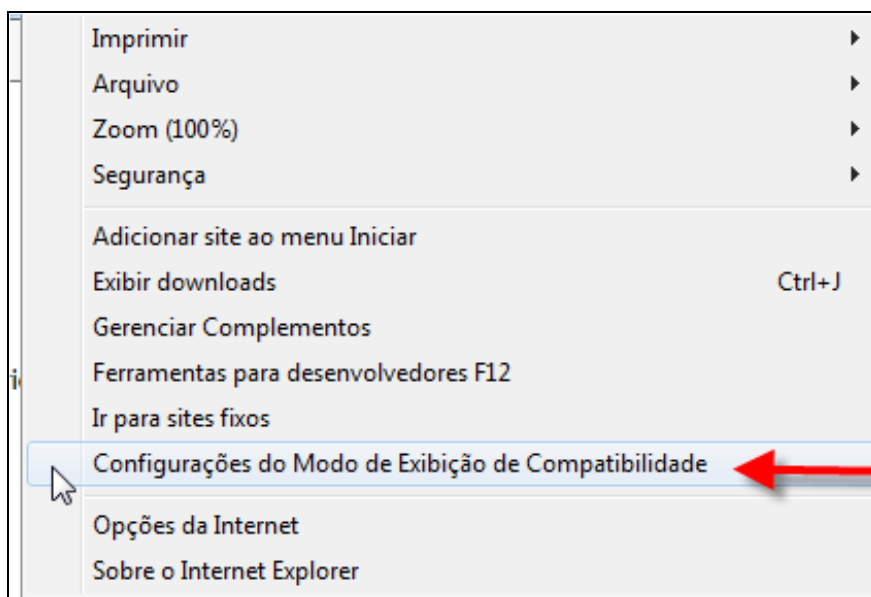 Imprimir
Arquivo
Zoom (100%)
Segurança
Adicionar site ao menu Iniciar
Exibir downloads Ctrl+J
Gerenciar Complementos
Ferramentas para desenvolvedores F12
Ir para sites fixos
Configurações do Modo de Exibição de Compatibilidade
Opções da Internet
Sobre o Internet Explorer